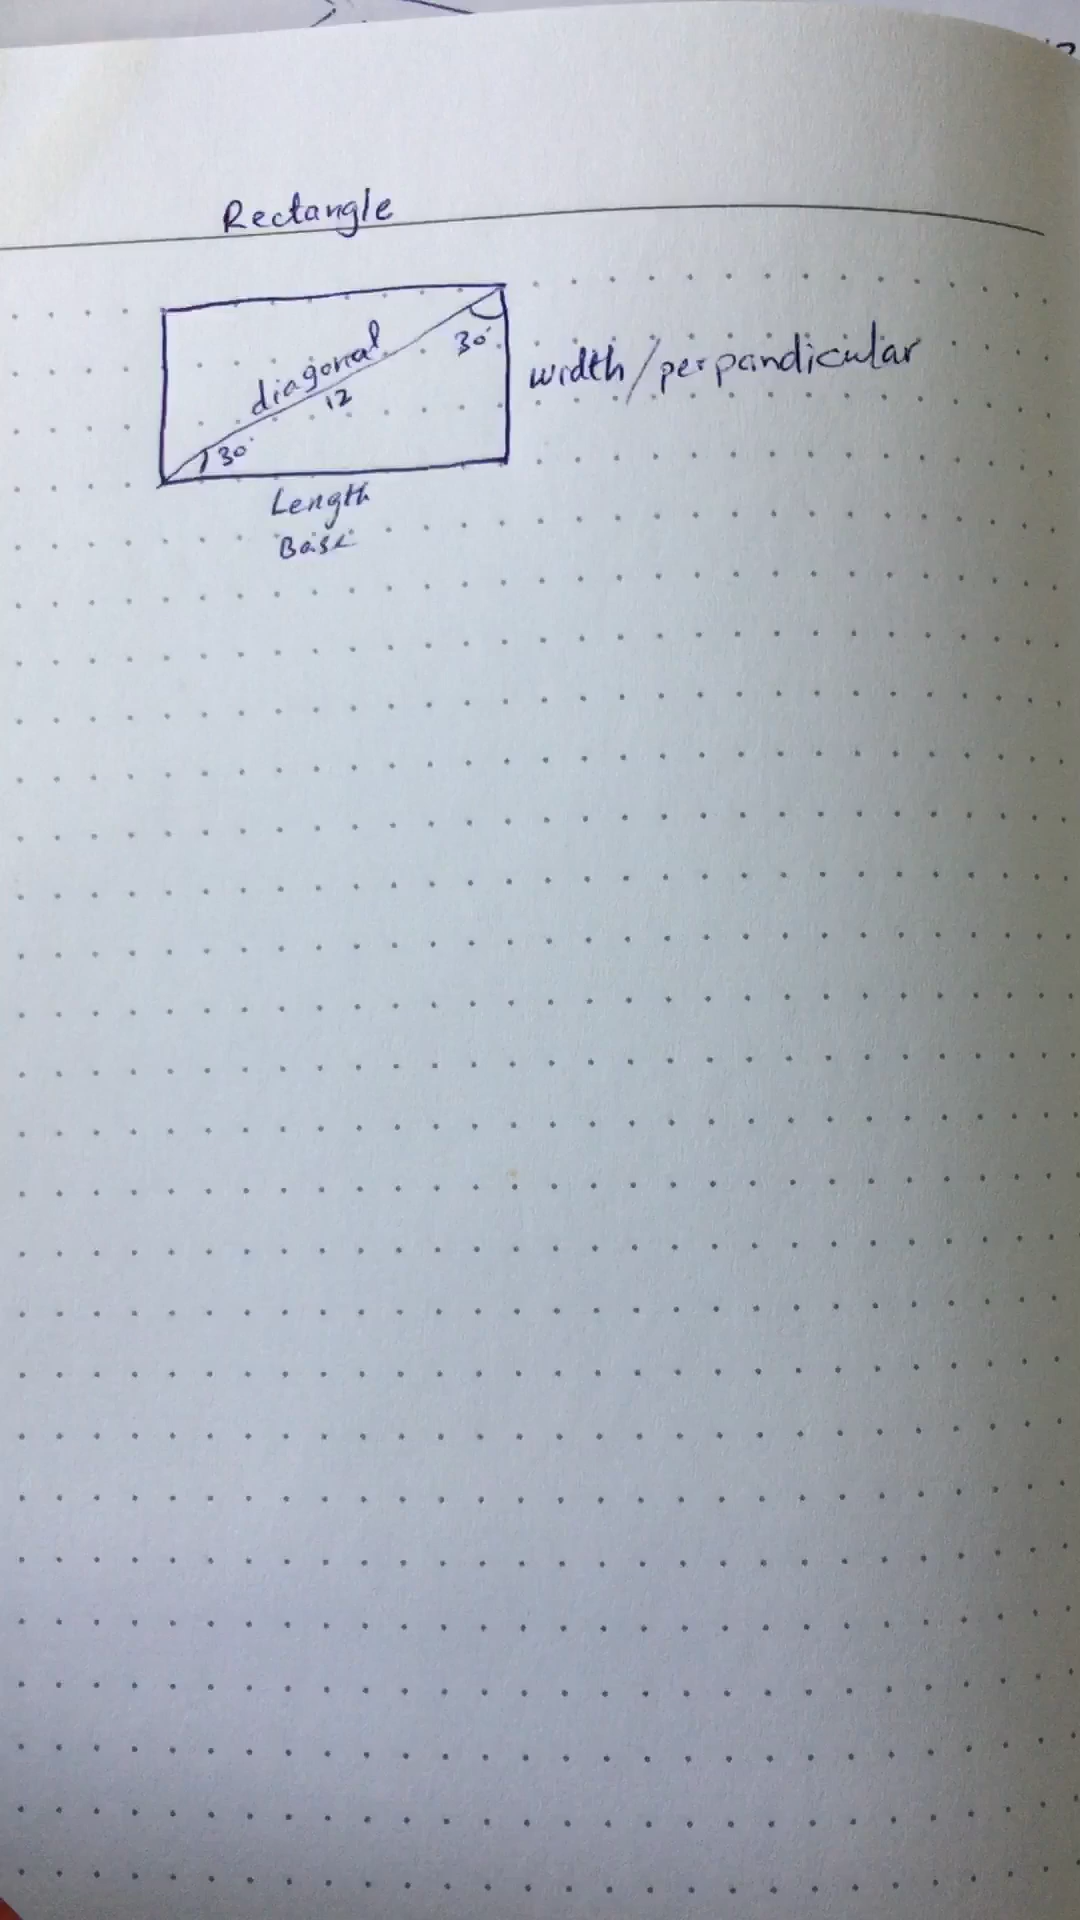 Rectangle
diagonal
30°
width/perpandicular
12
30°
Length
Base